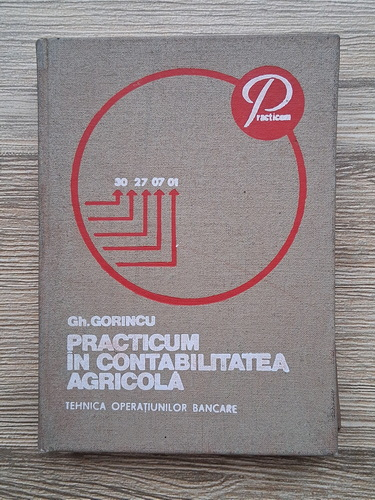 Practicum
30 27 07 01
Gh. GORINCU
PRACTICUM
ÎN CONTABILITATEA
AGRICOLĂ
TEHNICA OPERAȚIUNILOR BANCARE